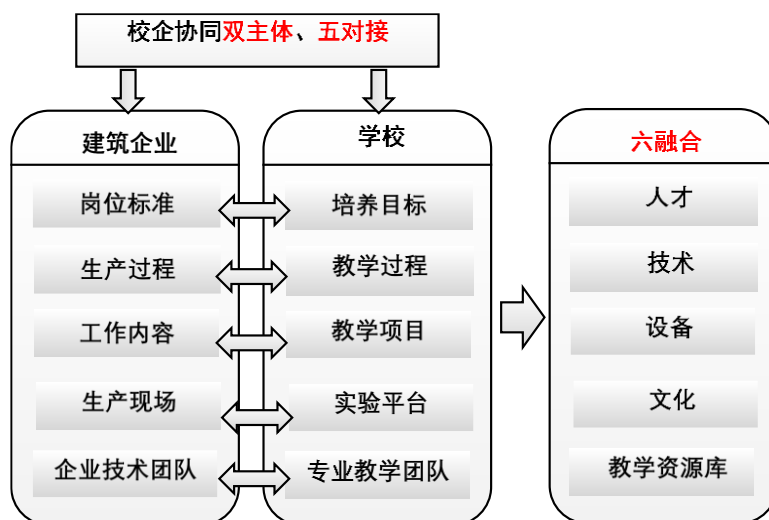 校企协同双主体、五对接
建筑企业
岗位标准
生产过程
工作内容
生产现场
企业技术团队
学校
培养目标
教学过程
教学项目
实验平台
专业教学团队
六融合
人才
技术
设备
文化
教学资源库